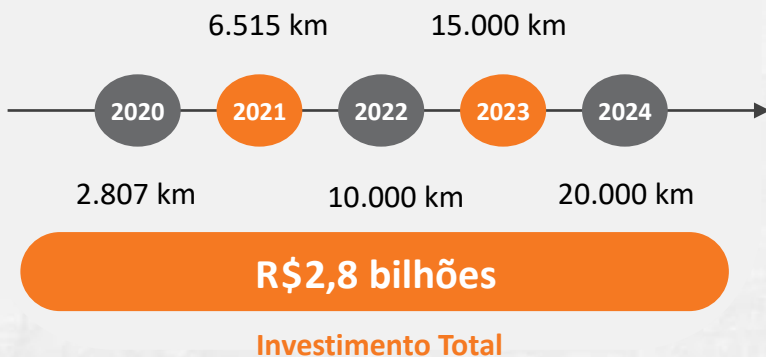 6.515 km 15.000 km
2020 2021 2022 2023 2024
2.807 km 10.000 km 20.000 km
R$2,8 bilhões
Investimento Total